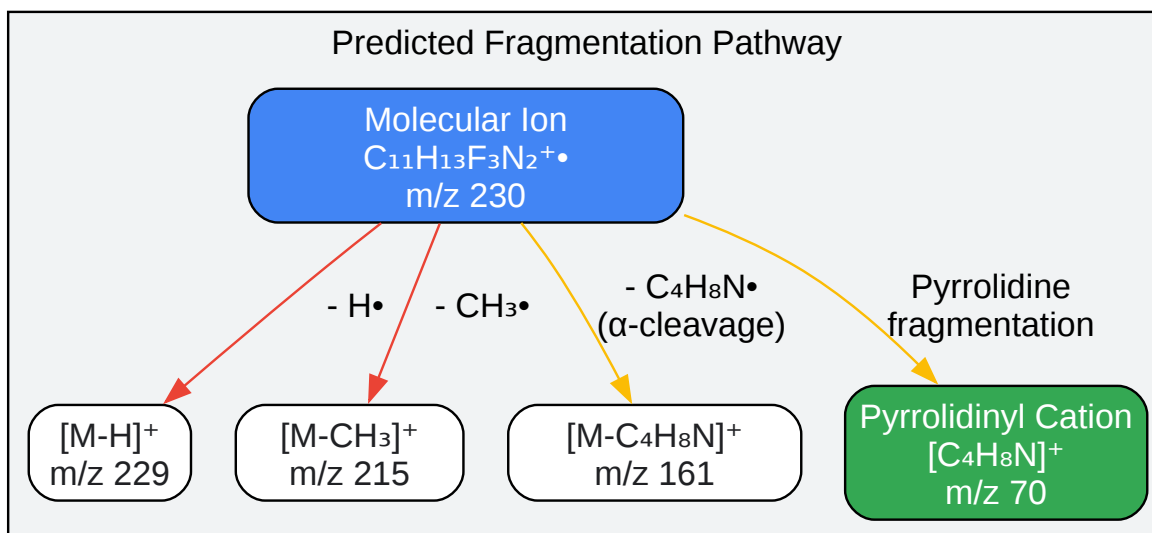 Predicted Fragmentation Pathway
Molecular Ion
C₁₁H₁₃F₃N₂⁺•
m/z 230
- H•
- CH₃•
- C₄H₈N•
(α-cleavage)
Pyrrolidine
fragmentation
[M-H]⁺
m/z 229
[M-CH₃]⁺
m/z 215
[M-C₄H₈N]⁺
m/z 161
Pyrrolidinyl Cation
[C₄H₈N]⁺
m/z 70